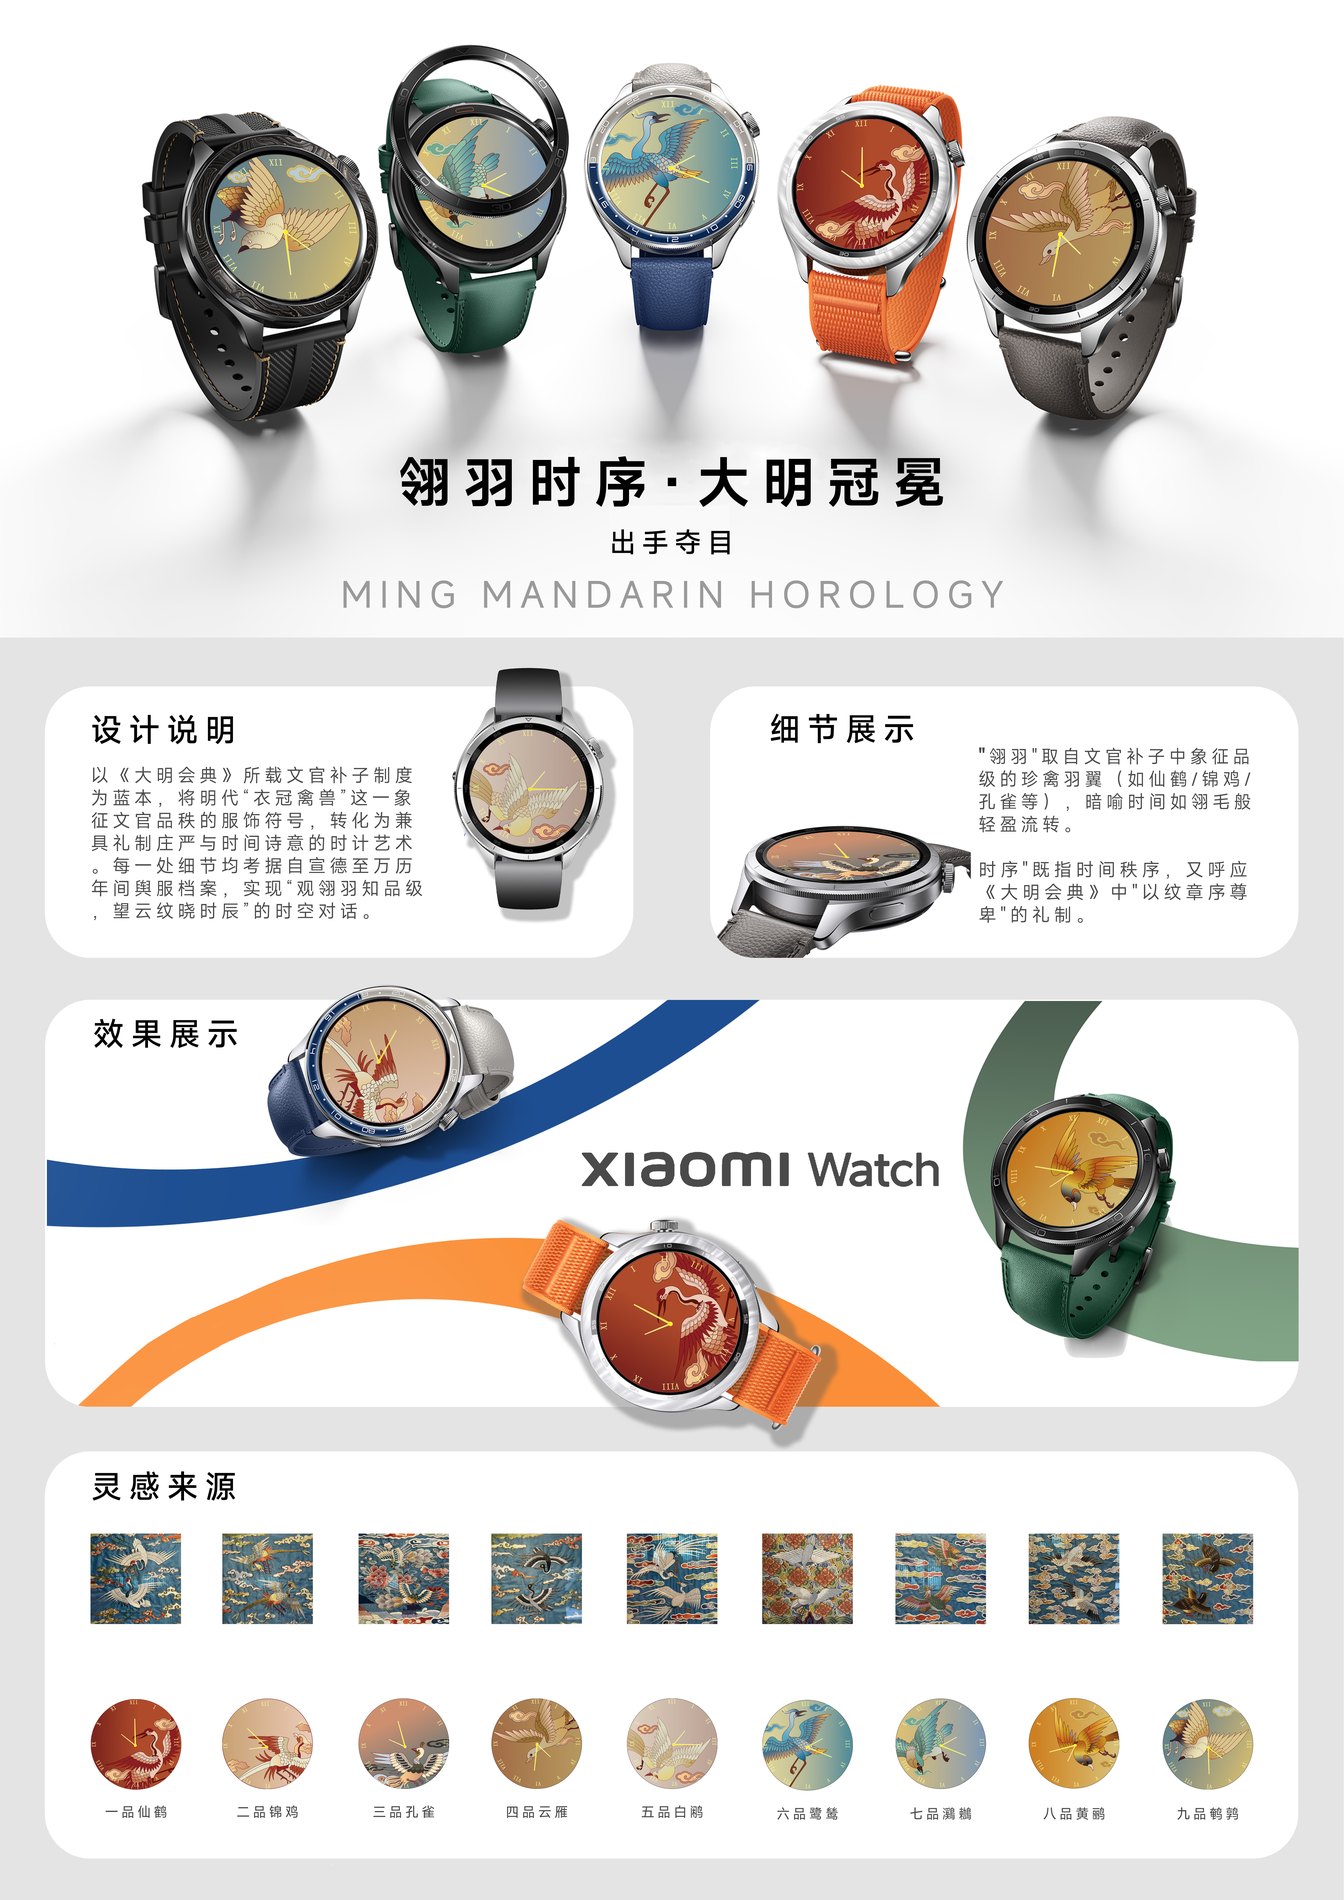 翎羽时序·大明冠冕
出手夺目
MING MANDARIN HOROLOGY
设计说明
以《大明会典》所载文官补子制度
为蓝本，将明代“衣冠禽兽”这一象
征文官品秩的服饰符号，转化为兼
具礼制庄严与时间诗意的时计艺术
。每一处细节均考据自宣德至万历
年间舆服档案，实现“观翎羽知品级
，望云纹晓时辰”的时空对话。
细节展示
"翎羽"取自文官补子中象征品
级的珍禽羽翼（如仙鹤/锦鸡/
孔雀等），暗喻时间如翎毛般
轻盈流转。
时序"既指时间秩序，又呼应
《大明会典》中"以纹章序尊
卑"的礼制。
效果展示
xiaomi Watch
灵感来源
一品仙鹤
二品锦鸡
三品孔雀
四品云雁
五品白鹇
六品鹭鸶
七品鸂鶒
八品黄鹂
九品鹌鹑